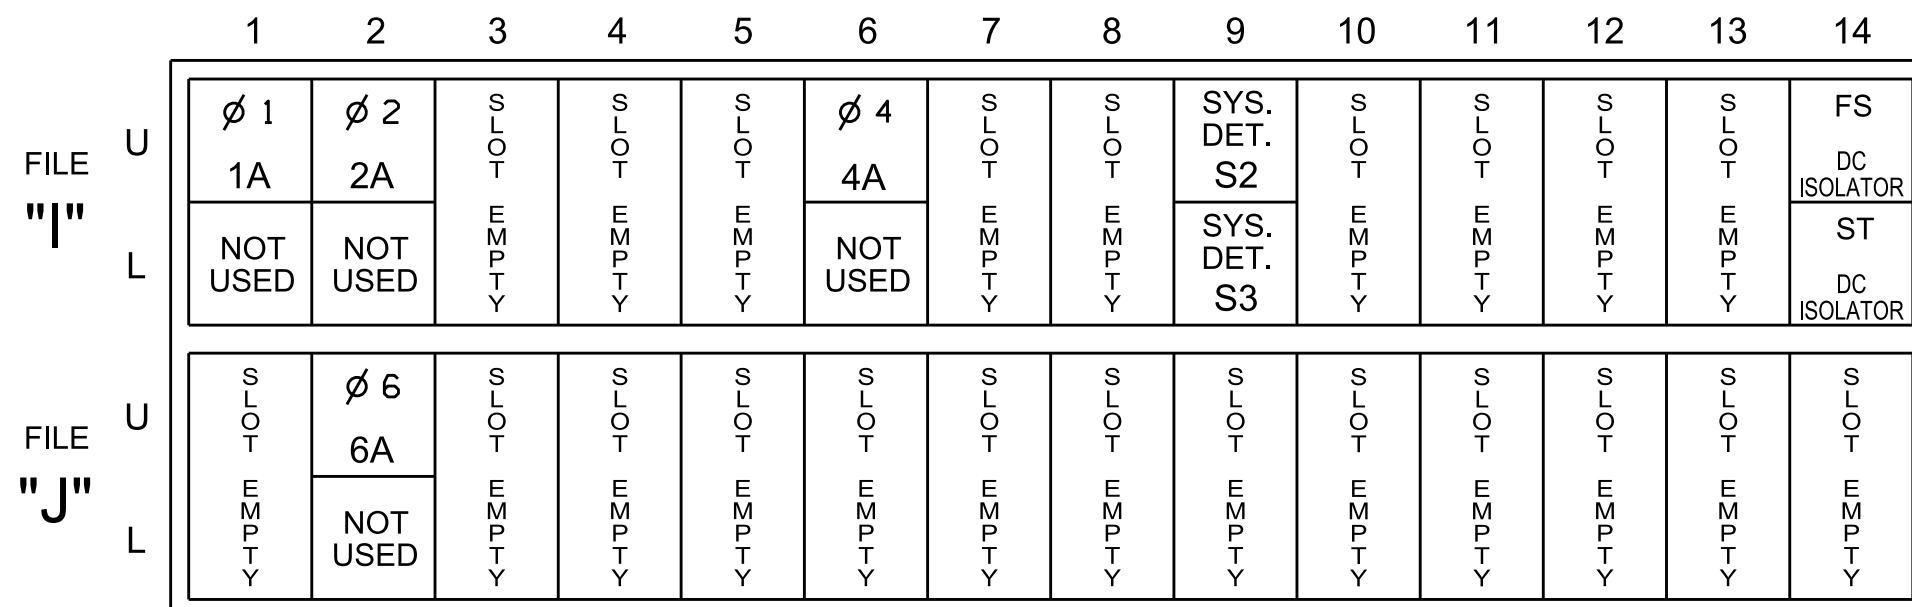 1 2 3 4 5 6 7 8 9 10 11 12 13 14
FILE "I"
U
L
ø 1
1A
NOT USED
ø 2
2A
NOT USED
SLOT EMPTY
SLOT EMPTY
SLOT EMPTY
ø 4
4A
NOT USED
SLOT EMPTY
SLOT EMPTY
SYS. DET. S2
SYS. DET. S3
SLOT EMPTY
SLOT EMPTY
SLOT EMPTY
SLOT EMPTY
FS
DC ISOLATOR
ST
DC ISOLATOR
FILE "J"
U
L
SLOT EMPTY
ø 6
6A
NOT USED
SLOT EMPTY
SLOT EMPTY
SLOT EMPTY
SLOT EMPTY
SLOT EMPTY
SLOT EMPTY
SLOT EMPTY
SLOT EMPTY
SLOT EMPTY
SLOT EMPTY
SLOT EMPTY
SLOT EMPTY